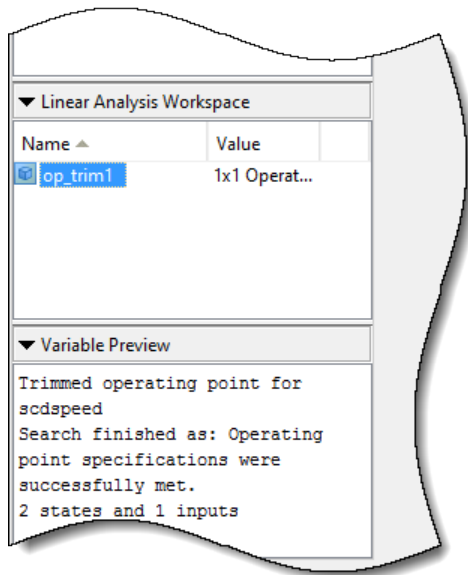 Linear Analysis Workspace
Name Value
op_trim1 1x1 Operat...
Variable Preview
Trimmed operating point for
scdspeed
Search finished as: Operating
point specifications were
successfully met.
2 states and 1 inputs